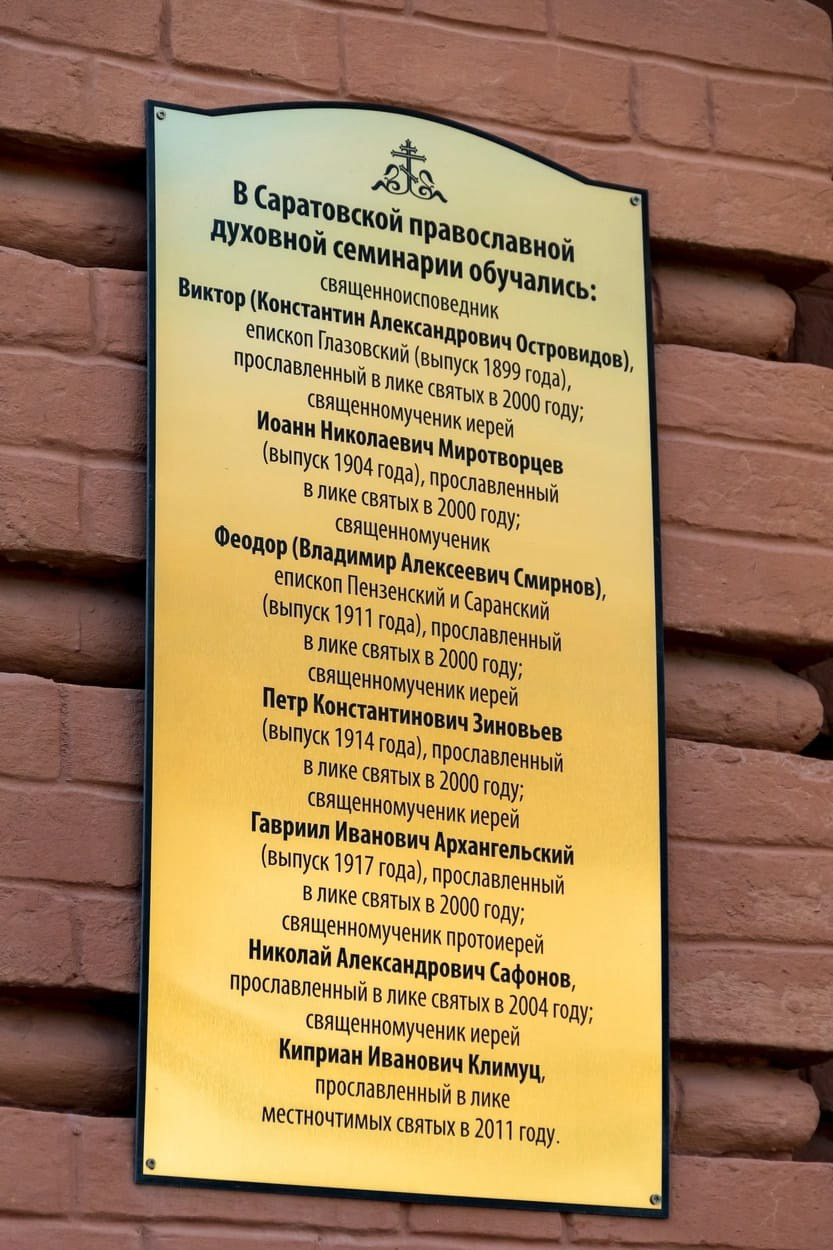 В Саратовской православной
духовной семинарии обучались:
священноисповедник
Виктор (Константин Александрович Островидов),
епископ Глазовский (выпуск 1899 года),
прославленный в лике святых в 2000 году;
священномученик иерей
Иоанн Николаевич Миротворцев
(выпуск 1904 года), прославленный
в лике святых в 2000 году;
священномученик
Феодор (Владимир Алексеевич Смирнов),
епископ Пензенский и Саранский
(выпуск 1911 года), прославленный
в лике святых в 2000 году;
священномученик иерей
Петр Константинович Зиновьев
(выпуск 1914 года), прославленный
в лике святых в 2000 году;
священномученик иерей
Гавриил Иванович Архангельский
(выпуск 1917 года), прославленный
в лике святых в 2000 году;
священномученик протоиерей
Николай Александрович Сафонов,
прославленный в лике святых в 2004 году;
священномученик иерей
Киприан Иванович Климуц,
прославленный в лике
местночтимых святых в 2011 году.